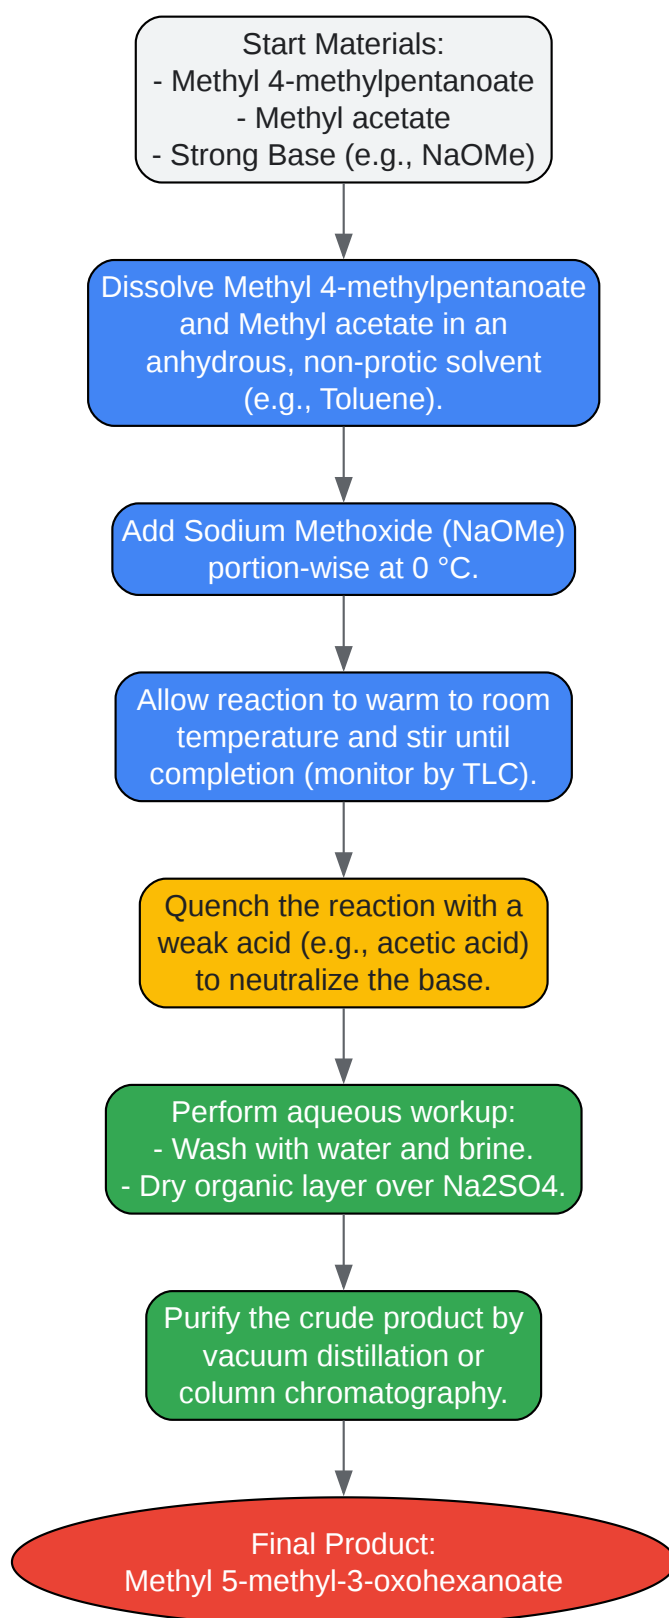 Start Materials:
- Methyl 4-methylpentanoate
- Methyl acetate
- Strong Base (e.g., NaOMe)
Dissolve Methyl 4-methylpentanoate
and Methyl acetate in an
anhydrous, non-protic solvent
(e.g., Toluene).
Add Sodium Methoxide (NaOMe)
portion-wise at 0 °C.
Allow reaction to warm to room
temperature and stir until
completion (monitor by TLC).
Quench the reaction with a
weak acid (e.g., acetic acid)
to neutralize the base.
Perform aqueous workup:
- Wash with water and brine.
- Dry organic layer over Na2SO4.
Purify the crude product by
vacuum distillation or
column chromatography.
Final Product:
Methyl 5-methyl-3-oxohexanoate